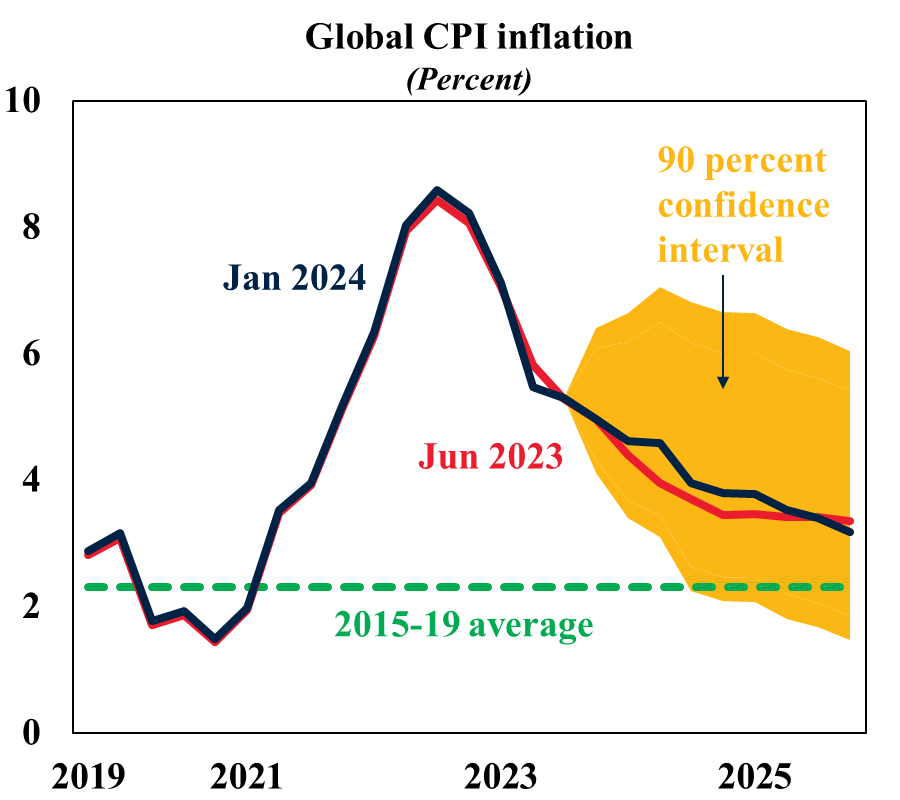 Global CPI inflation
(Percent)
10
8
6
4
2
0
90 percent
confidence
interval
Jan 2024
Jun 2023
2015-19 average
2019
2021
2023
2025